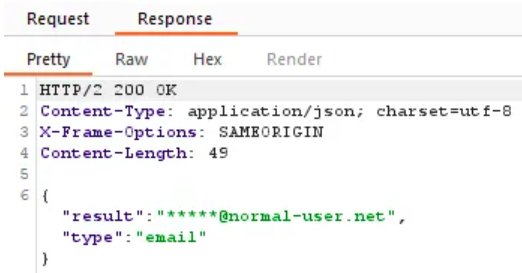 Request Response
Pretty Raw Hex Render
1 HTTP/2 200 OK
2 Content-Type: application/json; charset=utf-8
3 X-Frame-Options: SAMEORIGIN
4 Content-Length: 49
5
6 {
"result":"*****@normal-user.net",
"type":"email"
}